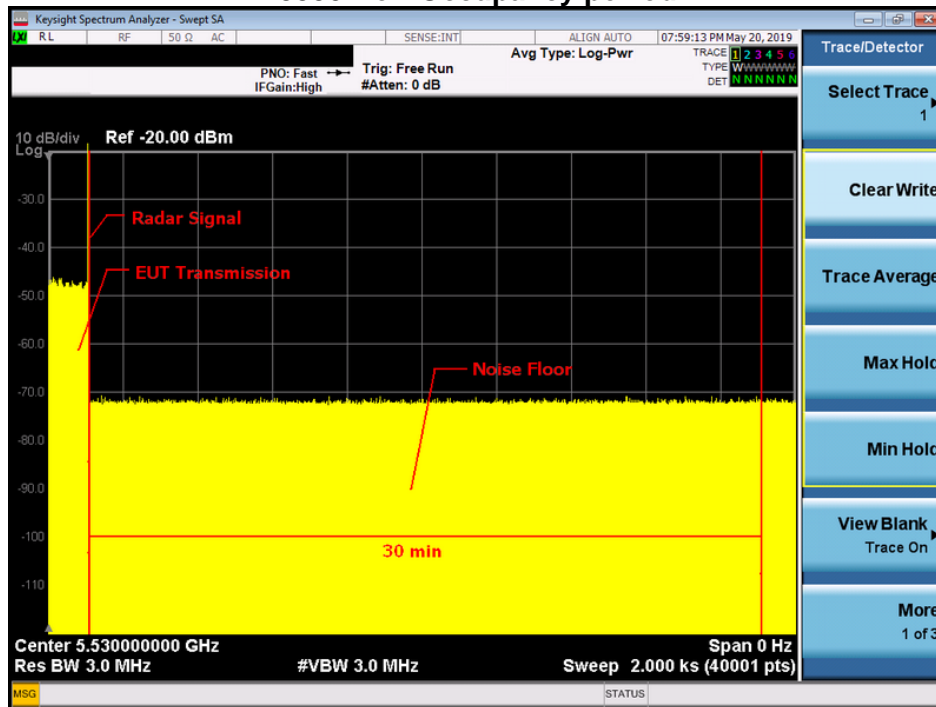 Keysight Spectrum Analyzer - Swept SA
LXI RL RF 50 Ω AC SENSE:INT ALIGN AUTO 07:59:13 PM May 20, 2019
PNO: Fast IFGain:High
Trig: Free Run
#Atten: 0 dB
Avg Type: Log-Pwr
TRACE 1 2 3 4 5 6
TYPE WWWWWW
DET N N N N N N
Trace/Detector
Select Trace
1
Clear Write
Trace Average
Max Hold
Min Hold
View Blank
Trace On
More
1 of 3
10 dB/div Ref -20.00 dBm
Log
-30.0
-40.0
-50.0
-60.0
-70.0
-80.0
-90.0
-100
-110
Radar Signal
EUT Transmission
Noise Floor
30 min
Center 5.530000000 GHz Span 0 Hz
Res BW 3.0 MHz #VBW 3.0 MHz Sweep 2.000 ks (40001 pts)
MSG STATUS